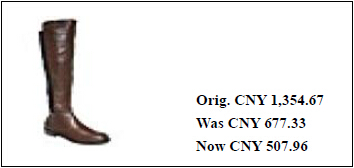 Orig. CNY 1,354.67
Was CNY 677.33
Now CNY 507.96